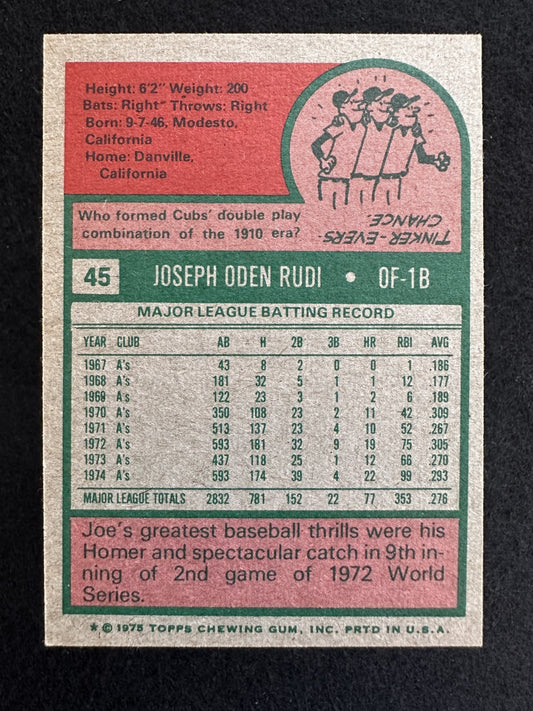 Height: 6'2" Weight: 200
Bats: Right Throws: Right
Born: 9-7-46, Modesto,
California
Home: Danville,
California
Who formed Cubs' double play
combination of the 1910 era?
TINKER-EVERS-
CHANCE.
45 JOSEPH ODEN RUDI • OF-1B
MAJOR LEAGUE BATTING RECORD
YEAR CLUB AB H 2B 3B HR RBI AVG
1967 A's 43 8 2 0 0 1 .186
1968 A's 181 32 5 1 1 12 .177
1969 A's 122 23 3 1 2 6 .189
1970 A's 350 108 23 2 11 42 .309
1971 A's 513 137 23 4 10 52 .267
1972 A's 593 181 32 9 19 75 .305
1973 A's 437 118 25 1 12 66 .270
1974 A's 593 174 39 4 22 99 .293
MAJOR LEAGUE TOTALS 2832 781 152 22 77 353 .276
Joe's greatest baseball thrills were his
Homer and spectacular catch in 9th in-
ning of 2nd game of 1972 World
Series.
* © 1975 TOPPS CHEWING GUM, INC. PRTD IN U.S.A.